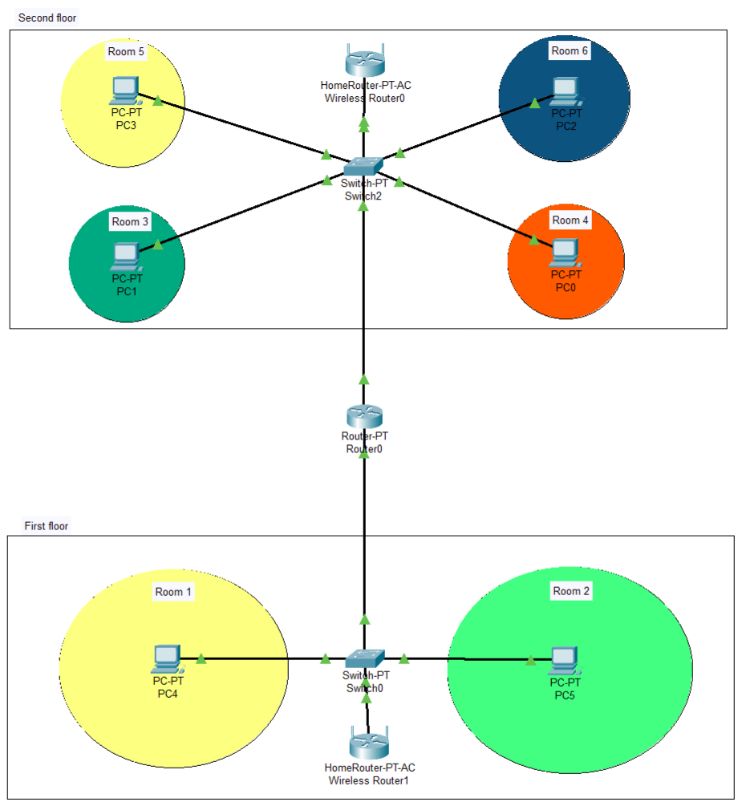 Second floor
Room 5
Room 6
HomeRouter-PT-AC
Wireless Router0
PC-PT
PC3
PC-PT
PC2
Switch-PT
Switch2
Room 3
Room 4
PC-PT
PC1
PC-PT
PC0
Router-PT
Router0
First floor
Room 1
Room 2
PC-PT
PC4
Switch-PT
Switch0
PC-PT
PC5
HomeRouter-PT-AC
Wireless Router1